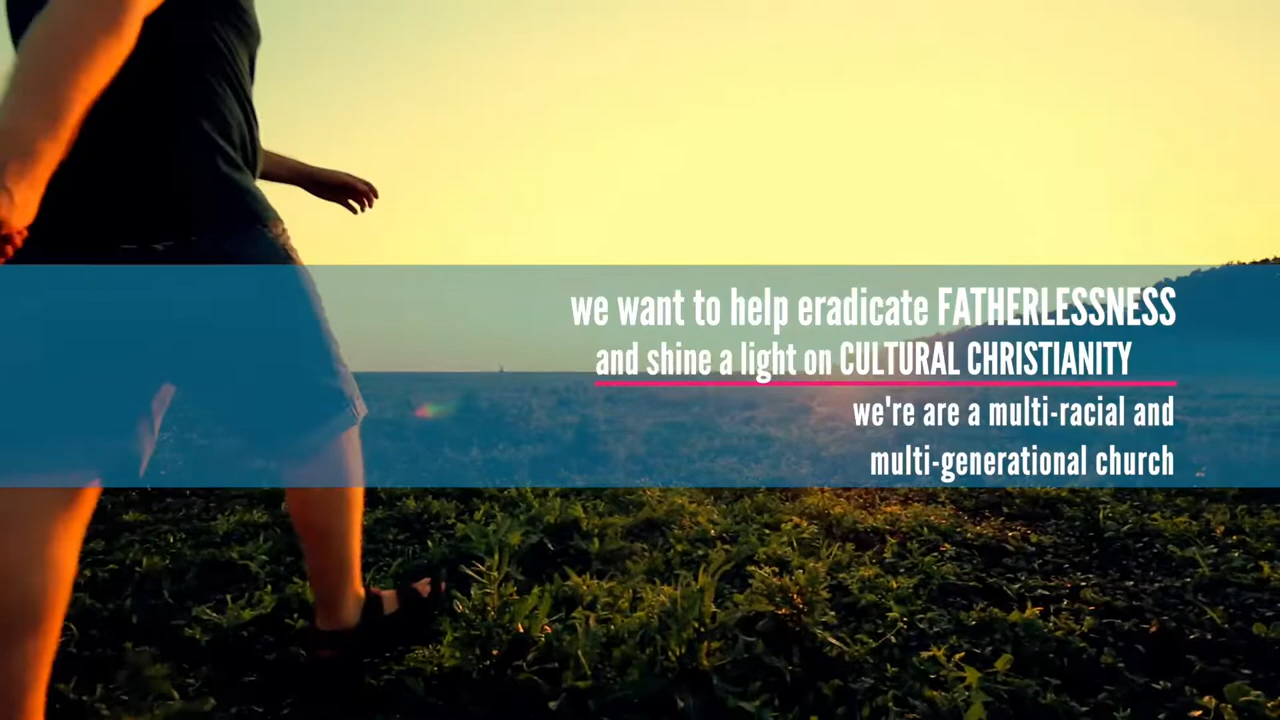 we want to help eradicate FATHERLESSNESS
and shine a light on CULTURAL CHRISTIANITY
we're are a multi-racial and
multi-generational church